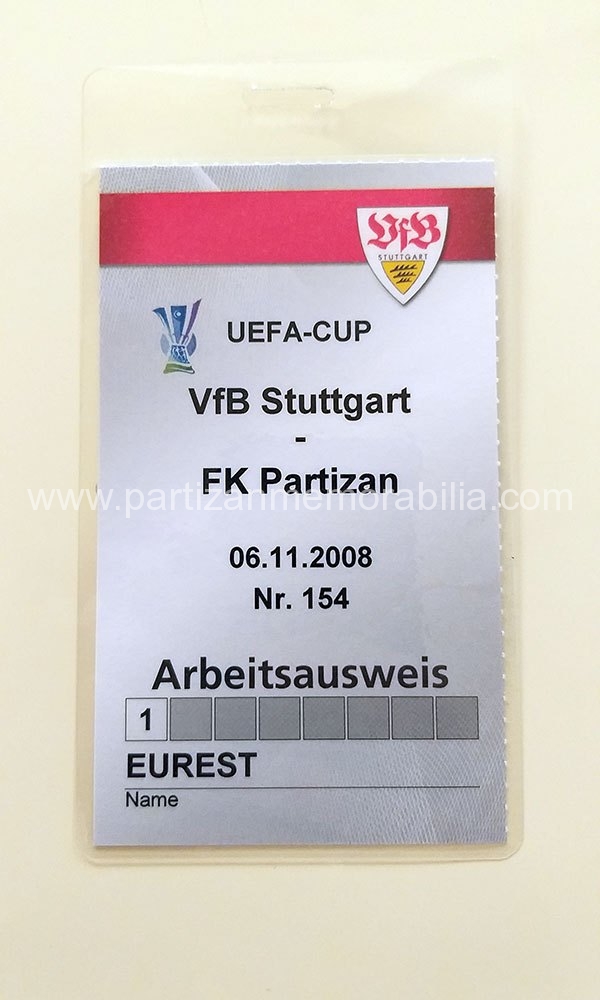 VfB
STUTTGART
UEFA-CUP
VfB Stuttgart
-
FK Partizan
www.partizanmemorabilia.com
06.11.2008
Nr. 154
Arbeitsausweis
1
EUREST
Name